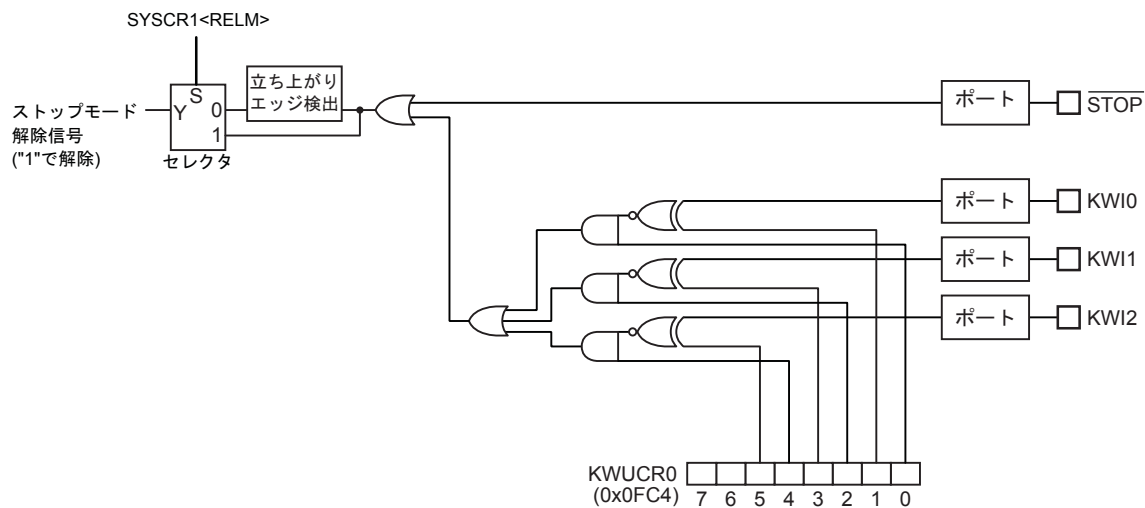 SYSCR1<RELM>
立ち上がり
エッジ検出
S
Y
0
1
セレクタ
ストップモード
解除信号
("1"で解除)
ポート
STOP
ポート
KWI0
ポート
KWI1
ポート
KWI2
KWUCR0
(0x0FC4)
7 6 5 4 3 2 1 0